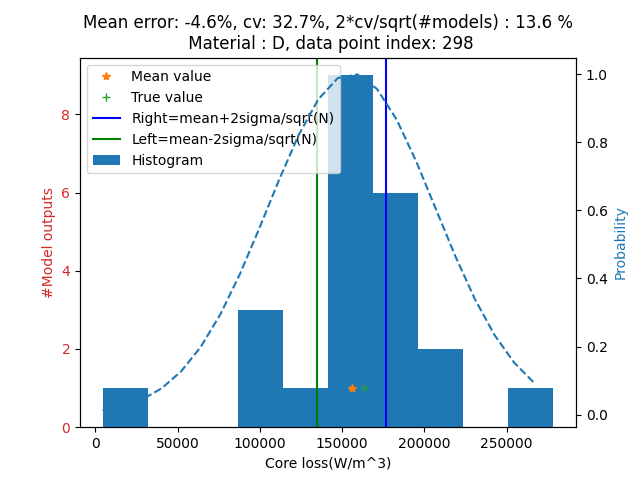 Mean error: -4.6%, cv: 32.7%, 2*cv/sqrt(#models) : 13.6 %
Material : D, data point index: 298
Mean value
True value
Right=mean+2sigma/sqrt(N)
Left=mean-2sigma/sqrt(N)
Histogram
#Model outputs
0
2
4
6
8
Probability
0.0
0.2
0.4
0.6
0.8
1.0
0
50000
100000
150000
200000
250000
Core loss(W/m^3)